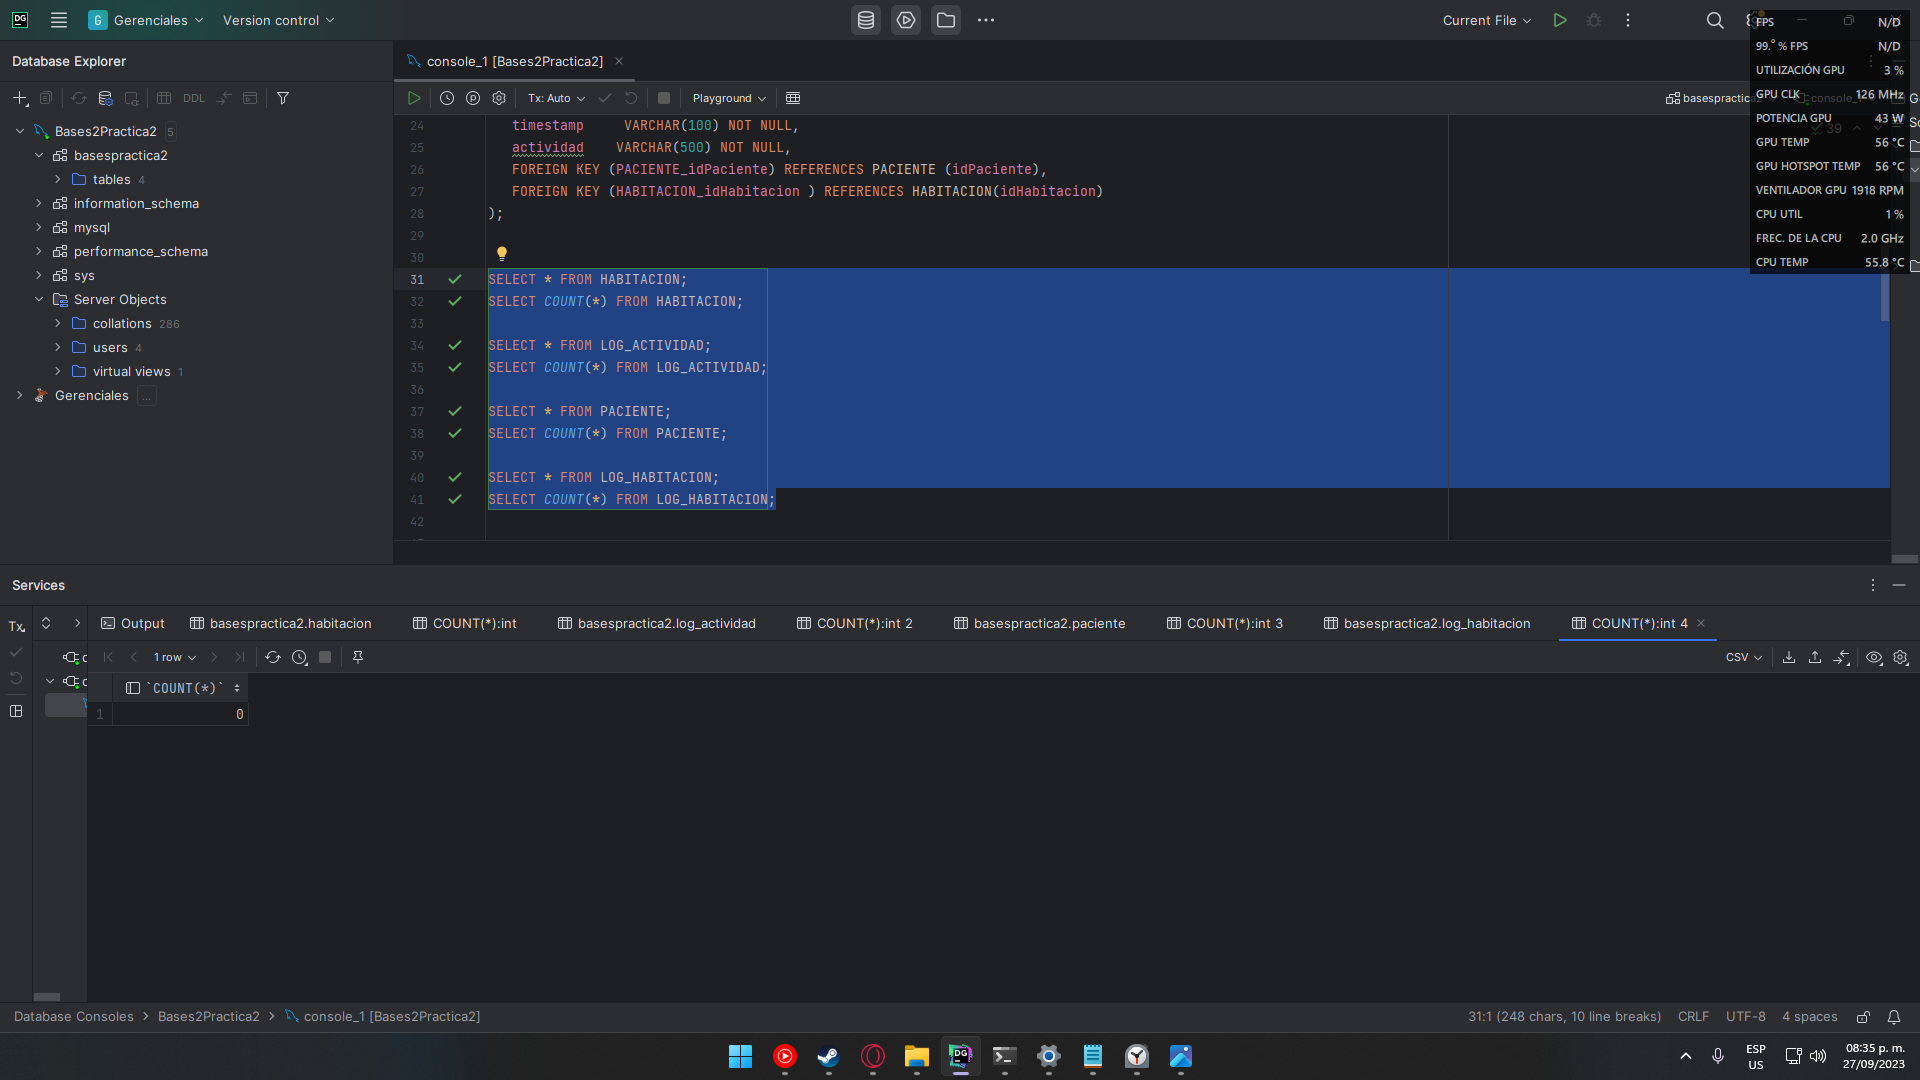 DG
G Gerenciales
Version control
Current File
Database Explorer
console_1 [Bases2Practica2]
DDL
Tx: Auto
Playground
Bases2Practica2 5
basespractica2
tables 4
information_schema
mysql
performance_schema
sys
Server Objects
collations 286
users 4
virtual views 1
Gerenciales ...
24 timestamp VARCHAR(100) NOT NULL,
25 actividad VARCHAR(500) NOT NULL,
26 FOREIGN KEY (PACIENTE_idPaciente) REFERENCES PACIENTE (idPaciente),
27 FOREIGN KEY (HABITACION_idHabitacion ) REFERENCES HABITACION(idHabitacion)
28 );
29
30
31 SELECT * FROM HABITACION;
32 SELECT COUNT(*) FROM HABITACION;
33
34 SELECT * FROM LOG_ACTIVIDAD;
35 SELECT COUNT(*) FROM LOG_ACTIVIDAD;
36
37 SELECT * FROM PACIENTE;
38 SELECT COUNT(*) FROM PACIENTE;
39
40 SELECT * FROM LOG_HABITACION;
41 SELECT COUNT(*) FROM LOG_HABITACION;
42
FPS N/D
99.° % FPS N/D
UTILIZACIÓN GPU 3 %
GPU CLK 126 MHz
POTENCIA GPU 43 W
GPU TEMP 56 °C
GPU HOTSPOT TEMP 56 °C
VENTILADOR GPU 1918 RPM
CPU UTIL 1 %
FREC. DE LA CPU 2.0 GHz
CPU TEMP 55.8 °C
39
Services
Tx
Output
basespractica2.habitacion
COUNT(*):int
basespractica2.log_actividad
COUNT(*):int 2
basespractica2.paciente
COUNT(*):int 3
basespractica2.log_habitacion
COUNT(*):int 4
1 row
CSV
`COUNT(*)`
1 0
Database Consoles > Bases2Practica2 > console_1 [Bases2Practica2]
31:1 (248 chars, 10 line breaks) CRLF UTF-8 4 spaces
DG
ESP
US
08:35 p. m.
27/09/2023